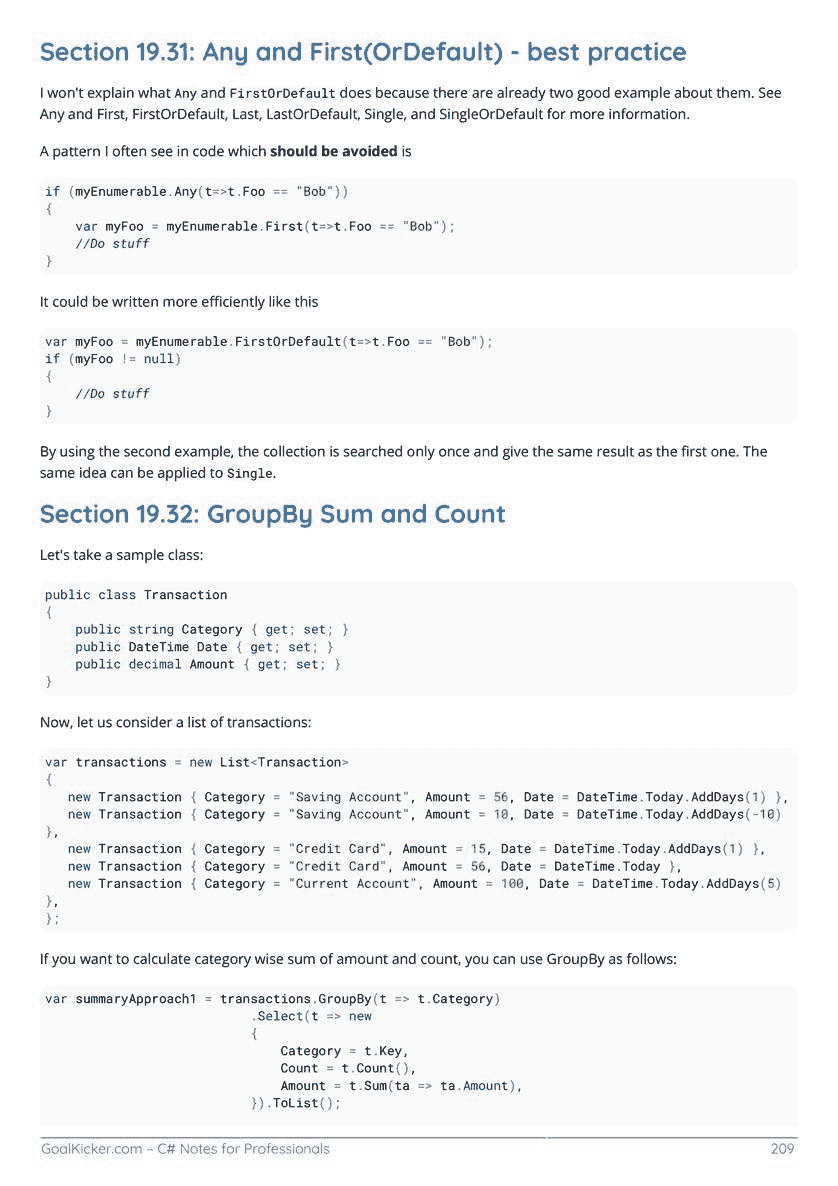 Section 19.31: Any and First(OrDefault) - best practice
I won't explain what Any and FirstOrDefault does because there are already two good example about them. See
Any and First, FirstOrDefault, Last, LastOrDefault, Single, and SingleOrDefault for more information.
A pattern I often see in code which should be avoided is
if (myEnumerable.Any(t=>t.Foo == "Bob"))
{
    var myFoo = myEnumerable.First(t=>t.Foo == "Bob");
    //Do stuff
}
It could be written more efficiently like this
var myFoo = myEnumerable.FirstOrDefault(t=>t.Foo == "Bob");
if (myFoo != null)
{
    //Do stuff
}
By using the second example, the collection is searched only once and give the same result as the first one. The
same idea can be applied to Single.
Section 19.32: GroupBy Sum and Count
Let's take a sample class:
public class Transaction
{
    public string Category { get; set; }
    public DateTime Date { get; set; }
    public decimal Amount { get; set; }
}
Now, let us consider a list of transactions:
var transactions = new List<Transaction>
{
   new Transaction { Category = "Saving Account", Amount = 56, Date = DateTime.Today.AddDays(1) },
   new Transaction { Category = "Saving Account", Amount = 10, Date = DateTime.Today.AddDays(-10)
},
   new Transaction { Category = "Credit Card", Amount = 15, Date = DateTime.Today.AddDays(1) },
   new Transaction { Category = "Credit Card", Amount = 56, Date = DateTime.Today },
   new Transaction { Category = "Current Account", Amount = 100, Date = DateTime.Today.AddDays(5)
},
};
If you want to calculate category wise sum of amount and count, you can use GroupBy as follows:
var summaryApproach1 = transactions.GroupBy(t => t.Category)
                           .Select(t => new
                           {
                               Category = t.Key,
                               Count = t.Count(),
                               Amount = t.Sum(ta => ta.Amount),
                           }).ToList();
GoalKicker.com – C# Notes for Professionals
209